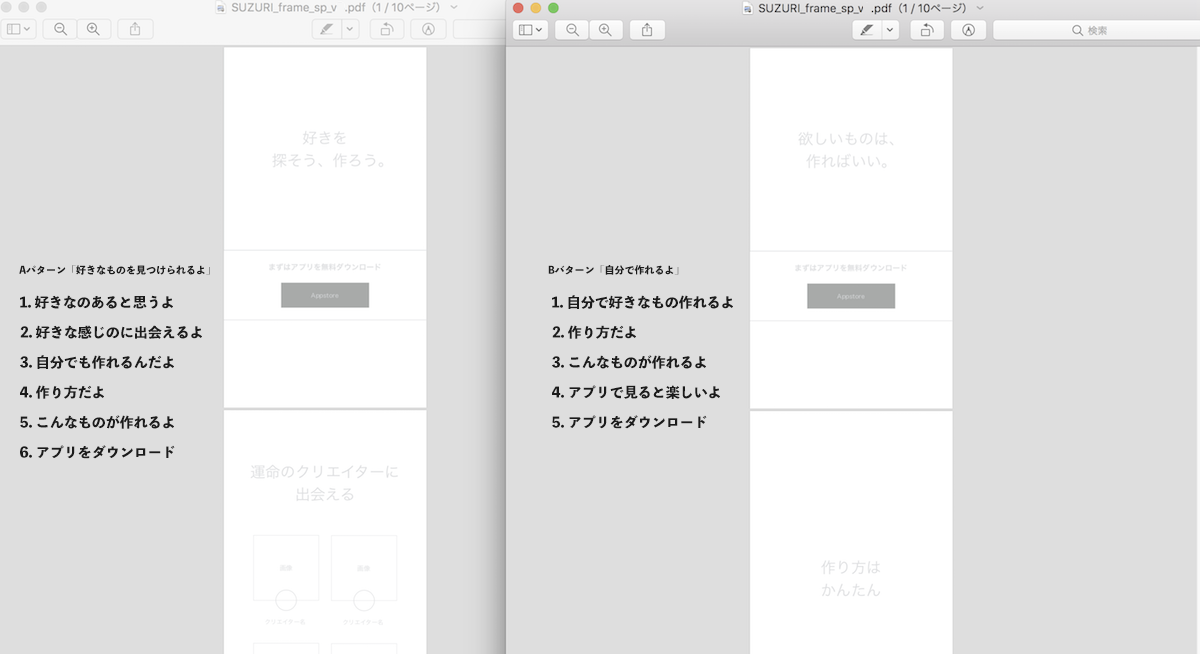 SUZURI_frame_sp_v .pdf（1 / 10ページ）
好きを
探そう、作ろう。
まずはアプリを無料ダウンロード
Appstore
Aパターン「好きなものを見つけられるよ」
1. 好きなのあると思うよ
2. 好きな感じのに出会えるよ
3. 自分でも作れるんだよ
4. 作り方だよ
5. こんなものが作れるよ
6. アプリをダウンロード
運命のクリエイターに
出会える
画像
画像
クリエイター名
クリエイター名
SUZURI_frame_sp_v .pdf（1 / 10ページ）
検索
欲しいものは、
作ればいい。
まずはアプリを無料ダウンロード
Appstore
Bパターン「自分で作れるよ」
1. 自分で好きなもの作れるよ
2. 作り方だよ
3. こんなものが作れるよ
4. アプリで見ると楽しいよ
5. アプリをダウンロード
作り方は
かんたん